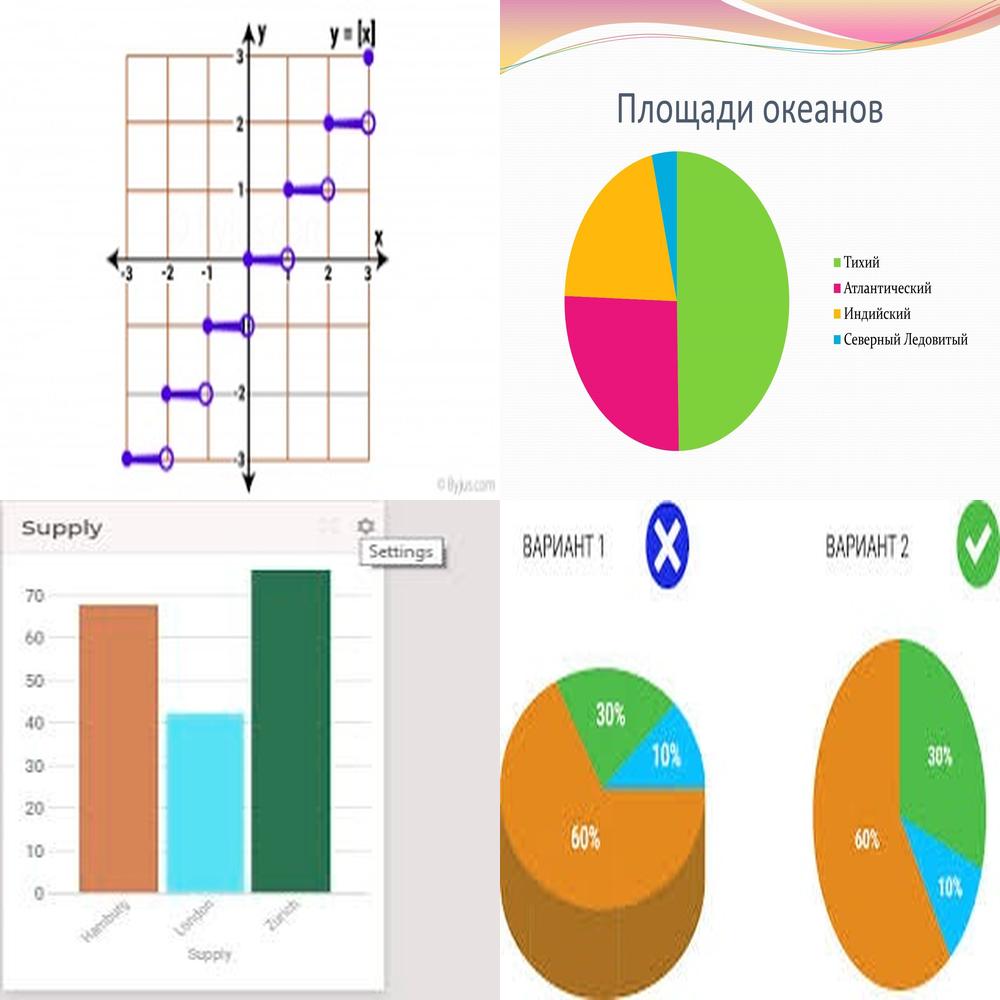 y
y = [x]
3
2
1
x
-3
-2
-1
1
2
3
-2
-3
© Byjus.com
Площади океанов
Тихий
Атлантический
Индийский
Северный Ледовитый
Supply
Settings
70
60
50
40
30
20
10
0
Hamburg
London
Zurich
Supply
ВАРИАНТ 1
ВАРИАНТ 2
30%
10%
60%
30%
60%
10%